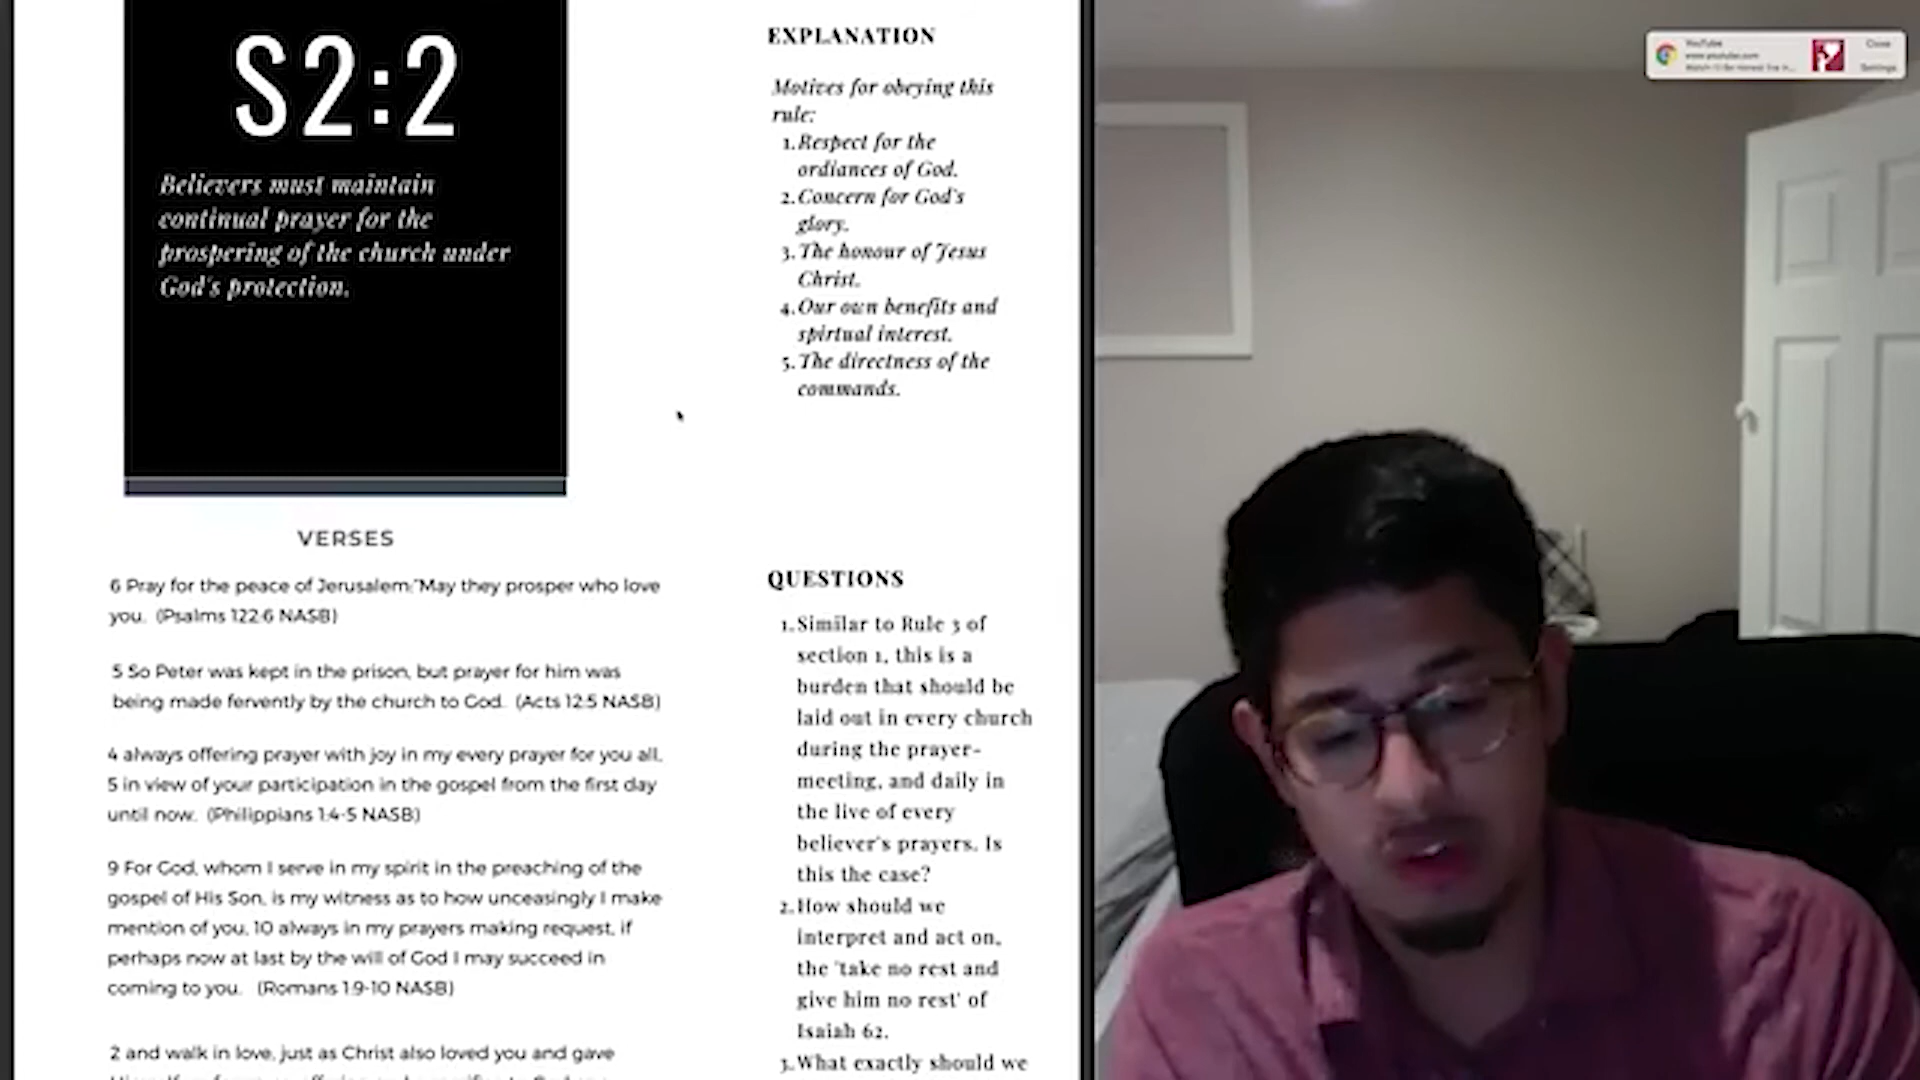 S2:2
Believers must maintain
continual prayer for the
prospering of the church under
God's protection.
VERSES
6 Pray for the peace of Jerusalem:"May they prosper who love
you. (Psalms 122:6 NASB)
5 So Peter was kept in the prison, but prayer for him was
being made fervently by the church to God. (Acts 12:5 NASB)
4 always offering prayer with joy in my every prayer for you all,
5 in view of your participation in the gospel from the first day
until now. (Philippians 1:4-5 NASB)
9 For God, whom I serve in my spirit in the preaching of the
gospel of His Son, is my witness as to how unceasingly I make
mention of you, 10 always in my prayers making request, if
perhaps now at last by the will of God I may succeed in
coming to you. (Romans 1:9-10 NASB)
2 and walk in love, just as Christ also loved you and gave
EXPLANATION
Motives for obeying this
rule:
1. Respect for the
ordiances of God.
2. Concern for God's
glory.
3. The honour of Jesus
Christ.
4. Our own benefits and
spirtual interest.
5. The directness of the
commands.
QUESTIONS
1. Similar to Rule 3 of
section 1, this is a
burden that should be
laid out in every church
during the prayer-
meeting, and daily in
the live of every
believer's prayers. Is
this the case?
2. How should we
interpret and act on,
the 'take no rest and
give him no rest' of
Isaiah 62.
3. What exactly should we
YouTube
www.youtube.com
Close
Settings